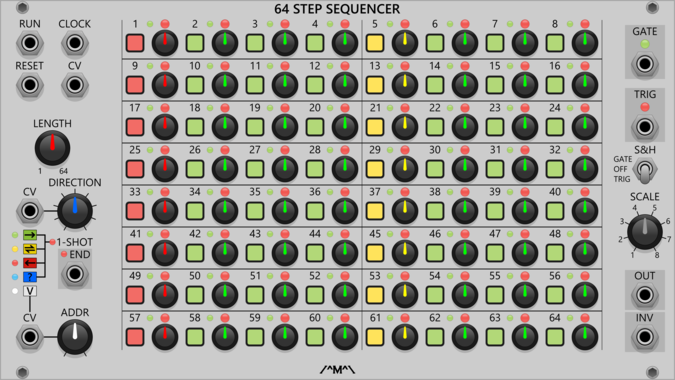 64 STEP SEQUENCER
RUN CLOCK
RESET CV
LENGTH
1 64
DIRECTION
CV
1-SHOT
END
?
V
CV
ADDR
1 2 3 4 5 6 7 8
9 10 11 12 13 14 15 16
17 18 19 20 21 22 23 24
25 26 27 28 29 30 31 32
33 34 35 36 37 38 39 40
41 42 43 44 45 46 47 48
49 50 51 52 53 54 55 56
57 58 59 60 61 62 63 64
GATE
TRIG
S&H
GATE
OFF
TRIG
SCALE
4 5
3 6
2 7
1 8
OUT
INV
/^M^\